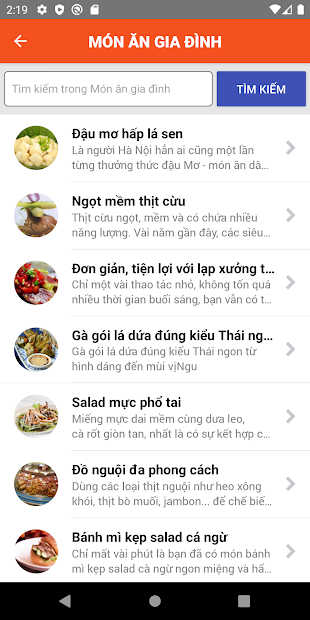 2:19
MÓN ĂN GIA ĐÌNH
Tìm kiếm trong Món ăn gia đình
TÌM KIẾM
Đậu mơ hấp lá sen
Là người Hà Nội hẳn ai cũng một lần
từng thưởng thức đậu Mơ - món ăn dâ...
Ngọt mềm thịt cừu
Thịt cừu ngọt, mềm và có chứa nhiều
năng lượng. Vài năm gần đây, các siêu...
Đơn giản, tiện lợi với lạp xưởng t...
Chỉ một vài thao tác nhỏ, không tốn quá
nhiều thời gian buổi sáng, bạn vẫn có t...
Gà gói lá dứa đúng kiểu Thái ng...
Gà gói lá dứa đúng kiểu Thái ngon từ
hình dáng đến mùi vịNgu
Salad mực phổ tai
Miếng mực dai mềm cùng dưa leo,
cà rốt giòn tan, nhất là có sự kết hợp c...
Đồ nguội đa phong cách
Dùng các loại thịt nguội như heo xông
khói, thịt bò muối, jambon... để chế biế...
Bánh mì kẹp salad cá ngừ
Chỉ mất vài phút là bạn đã có món bánh
mì kẹp salad cá ngừ ngon miệng và hấ...